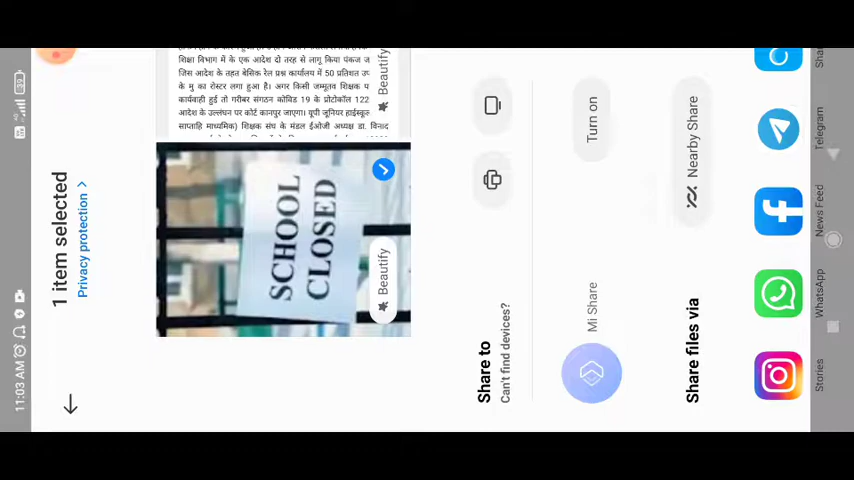 11:03 AM
39
1 item selected
Privacy protection
शिक्षा विभाग में के एक आदेश दो तरह से लागू किया पंकज ज
जिस आदेश के तहत बेसिक रेल प्रश्न कार्यालय में 50 प्रतिशत उप
के मु का रोस्टर लगा हुआ है। अगर किसी जम्मूतव शिक्षक प
कार्यवाही हुई तो गरीबर संगठन कोविड 19 के प्रोटोकॉल 122
आदेश के उल्लंघन पर कोर्ट कानपुर जाएगा। यूपी जूनियर हाईस्कूल
साप्ताहि माध्यमिक) शिक्षक संघ के मंडल ईओजी अध्यक्ष डा. विनाद
Beautify
SCHOOL
CLOSED
Beautify
Share to
Can't find devices?
Mi Share
Turn on
Share files via
Nearby Share
Stories
WhatsApp
News Feed
Telegram